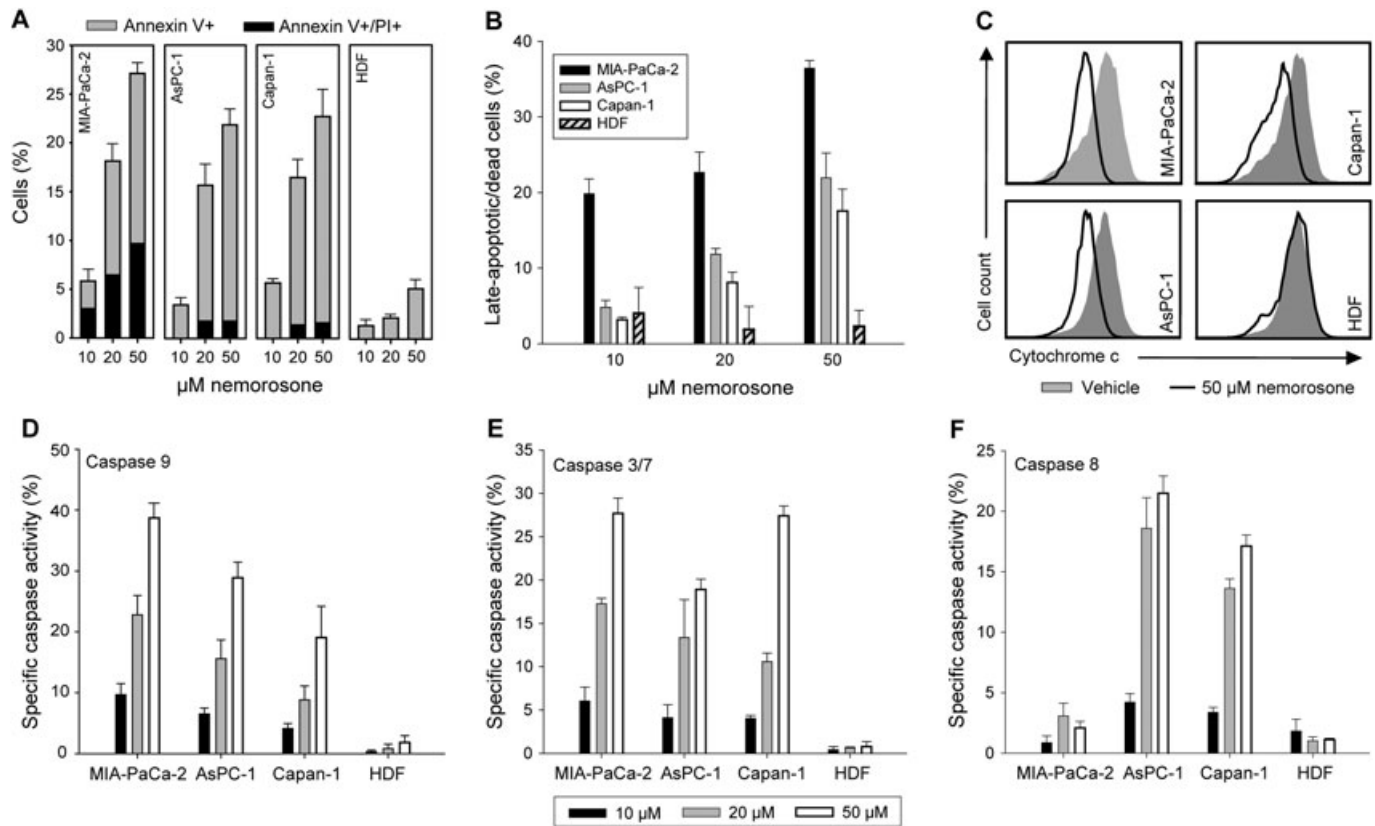 A
Annexin V+ Annexin V+/PI+
Cells (%)
30
25
20
15
10
5
0
MIA-PaCa-2
AsPC-1
Capan-1
HDF
10 20 50 10 20 50 10 20 50 10 20 50
µM nemorosone
B
Late-apoptotic/dead cells (%)
40
30
20
10
0
MIA-PaCa-2
AsPC-1
Capan-1
HDF
10 20 50
µM nemorosone
C
Cell count
MIA-PaCa-2
Capan-1
AsPC-1
HDF
Cytochrome c
Vehicle 50 µM nemorosone
D
Caspase 9
Specific caspase activity (%)
50
40
30
20
10
0
MIA-PaCa-2 AsPC-1 Capan-1 HDF
E
Caspase 3/7
Specific caspase activity (%)
35
30
25
20
15
10
5
0
MIA-PaCa-2 AsPC-1 Capan-1 HDF
10 µM 20 µM 50 µM
F
Caspase 8
Specific caspase activity (%)
25
20
15
10
5
0
MIA-PaCa-2 AsPC-1 Capan-1 HDF